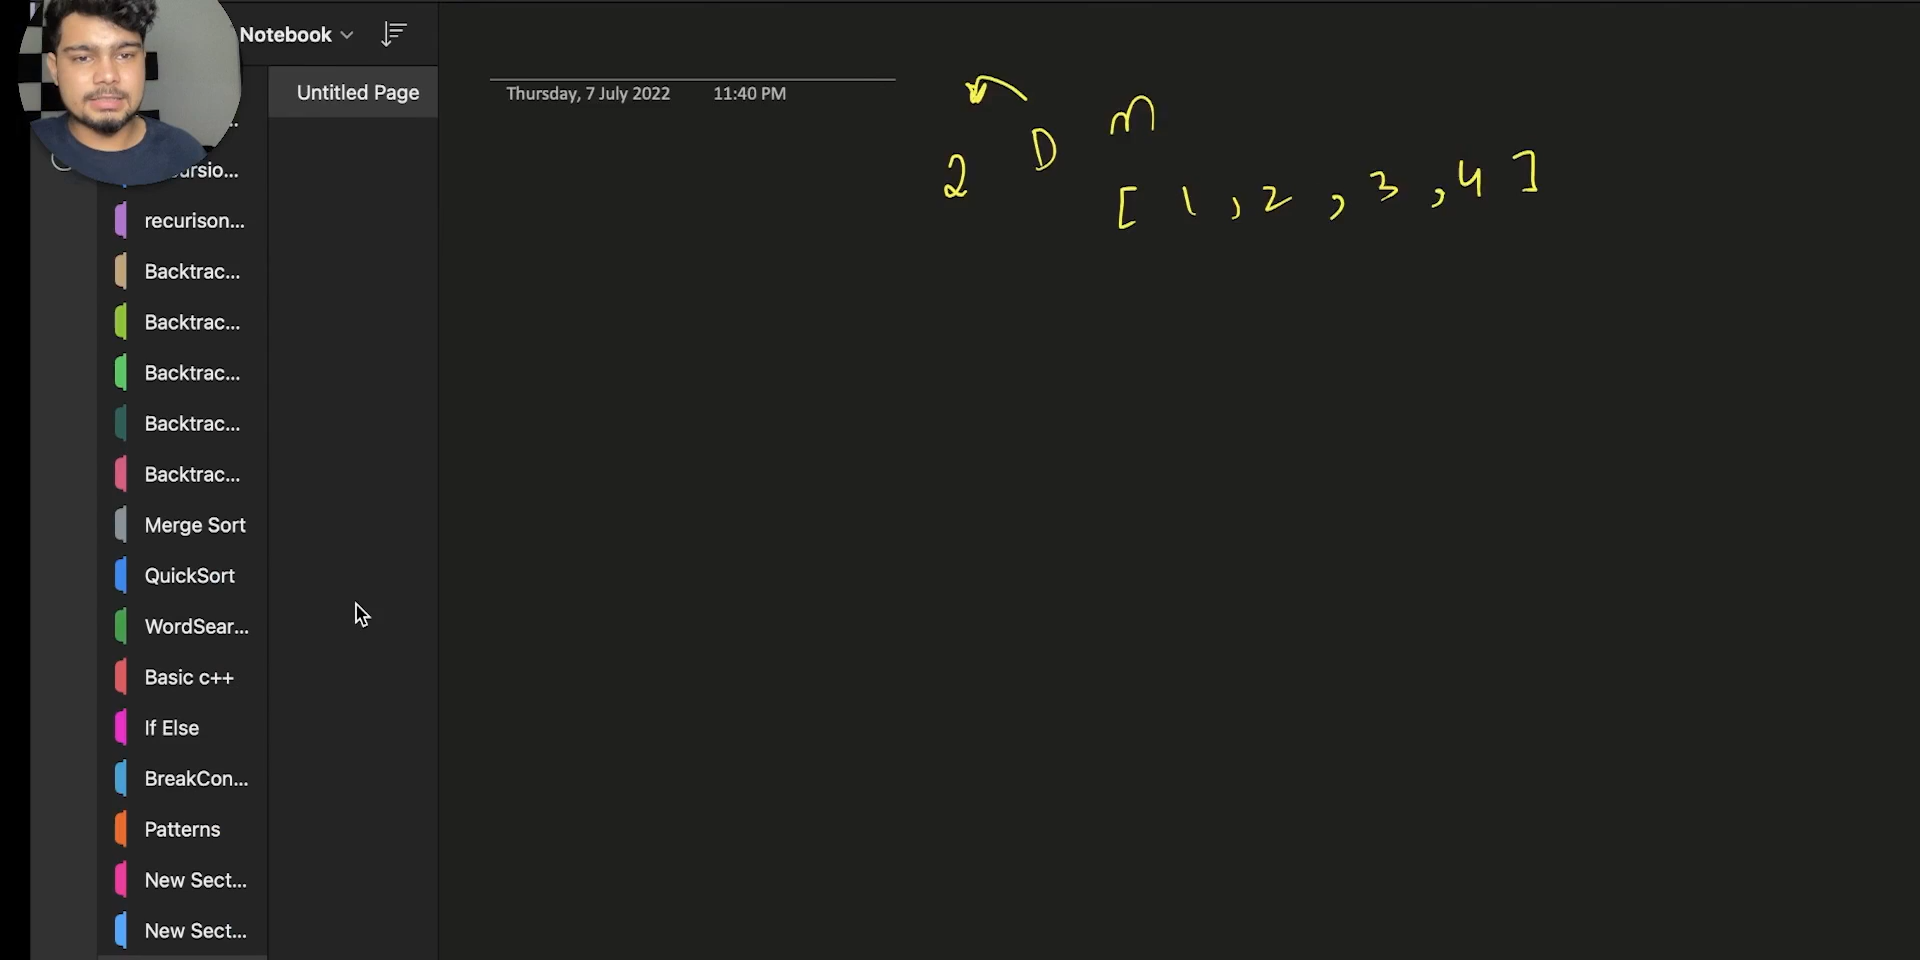 Notebook
Untitled Page
Thursday, 7 July 2022 11:40 PM
2 D m
[ 1 , 2 , 3 , 4 ]
ursio...
recurison...
Backtrac...
Backtrac...
Backtrac...
Backtrac...
Backtrac...
Merge Sort
QuickSort
WordSear...
Basic c++
If Else
BreakCon...
Patterns
New Sect...
New Sect...